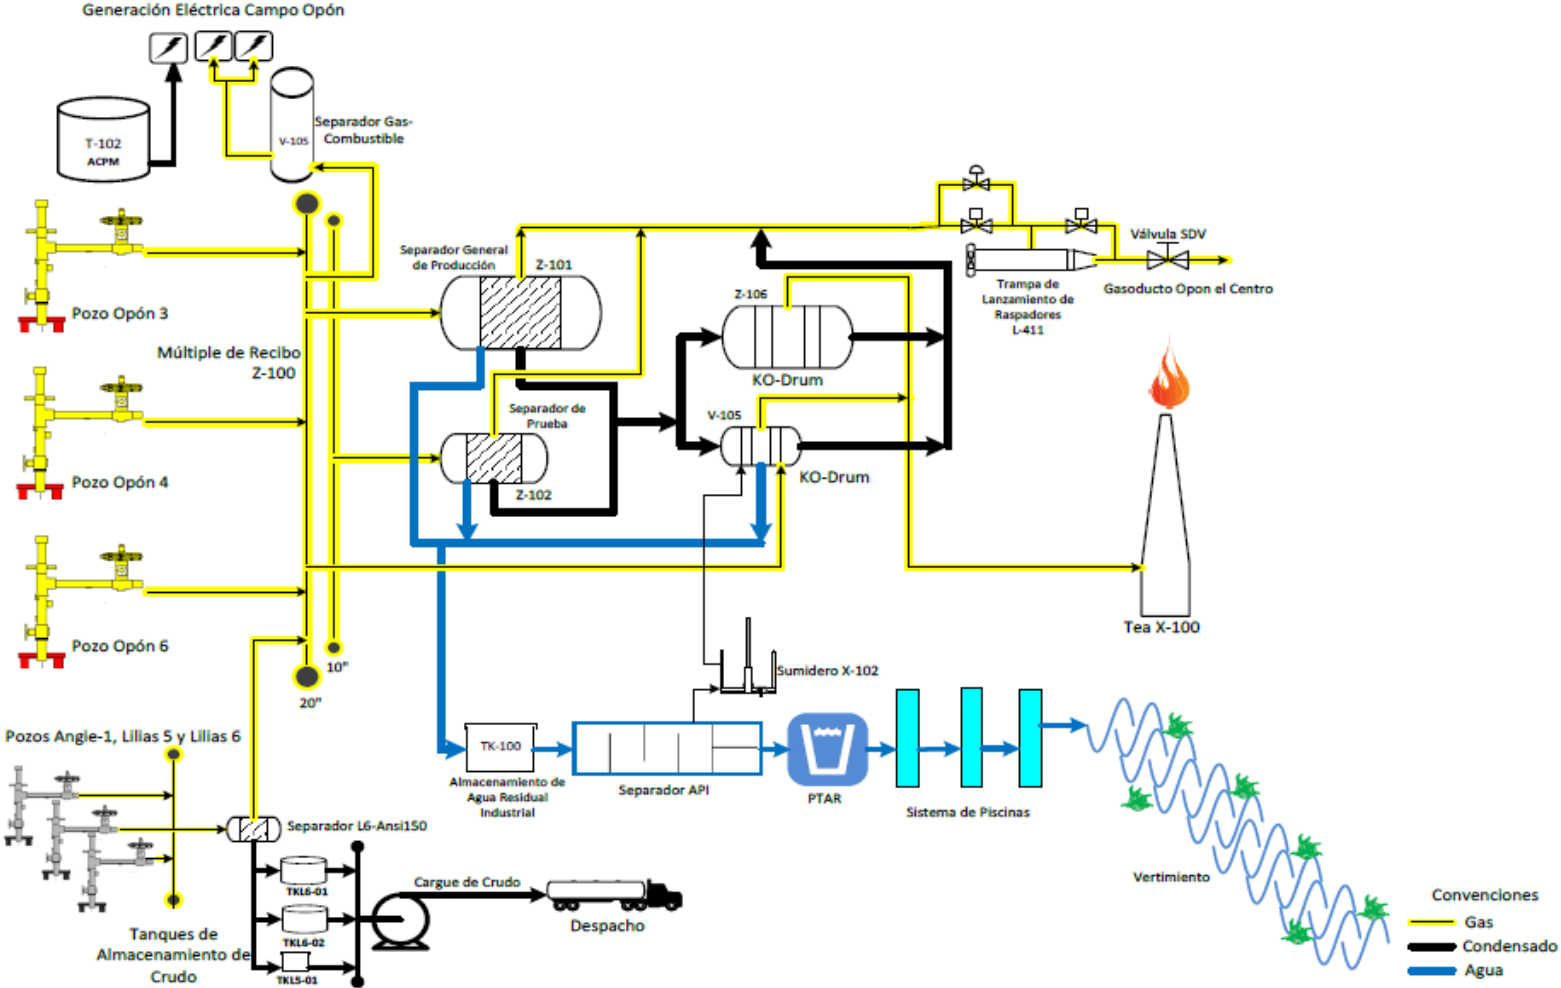 Generación Eléctrica Campo Opón
T-102
ACPM
V-105
Separador Gas-
Combustible
Pozo Opón 3
Múltiple de Recibo
Z-100
Pozo Opón 4
Pozo Opón 6
10"
20"
Separador General
de Producción
Z-101
Separador de
Prueba
Z-102
Z-106
KO-Drum
V-105
KO-Drum
Válvula SDV
Trampa de
Lanzamiento de
Raspadores
L-411
Gasoducto Opon el Centro
Tea X-100
Sumidero X-102
Pozos Angie-1, Lilias 5 y Lilias 6
TK-100
Almacenamiento de
Agua Residual
Industrial
Separador API
PTAR
Sistema de Piscinas
Vertimiento
Separador L6-Ansi150
TKL6-01
TKL6-02
TKL5-01
Cargue de Crudo
Despacho
Tanques de
Almacenamiento de
Crudo
Convenciones
Gas
Condensado
Agua